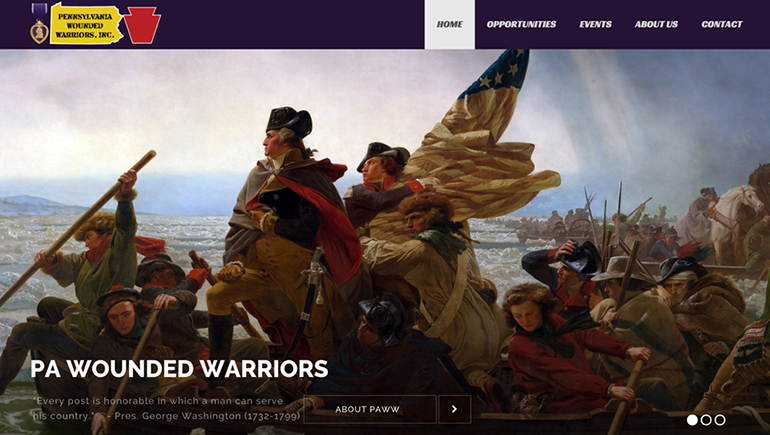 PENNSYLVANIA
WOUNDED
WARRIORS, INC.
HOME
OPPORTUNITIES
EVENTS
ABOUT US
CONTACT
PA WOUNDED WARRIORS
"Every post is honorable in which a man can serve
his country." - Pres. George Washington (1732-1799)
ABOUT PAWW